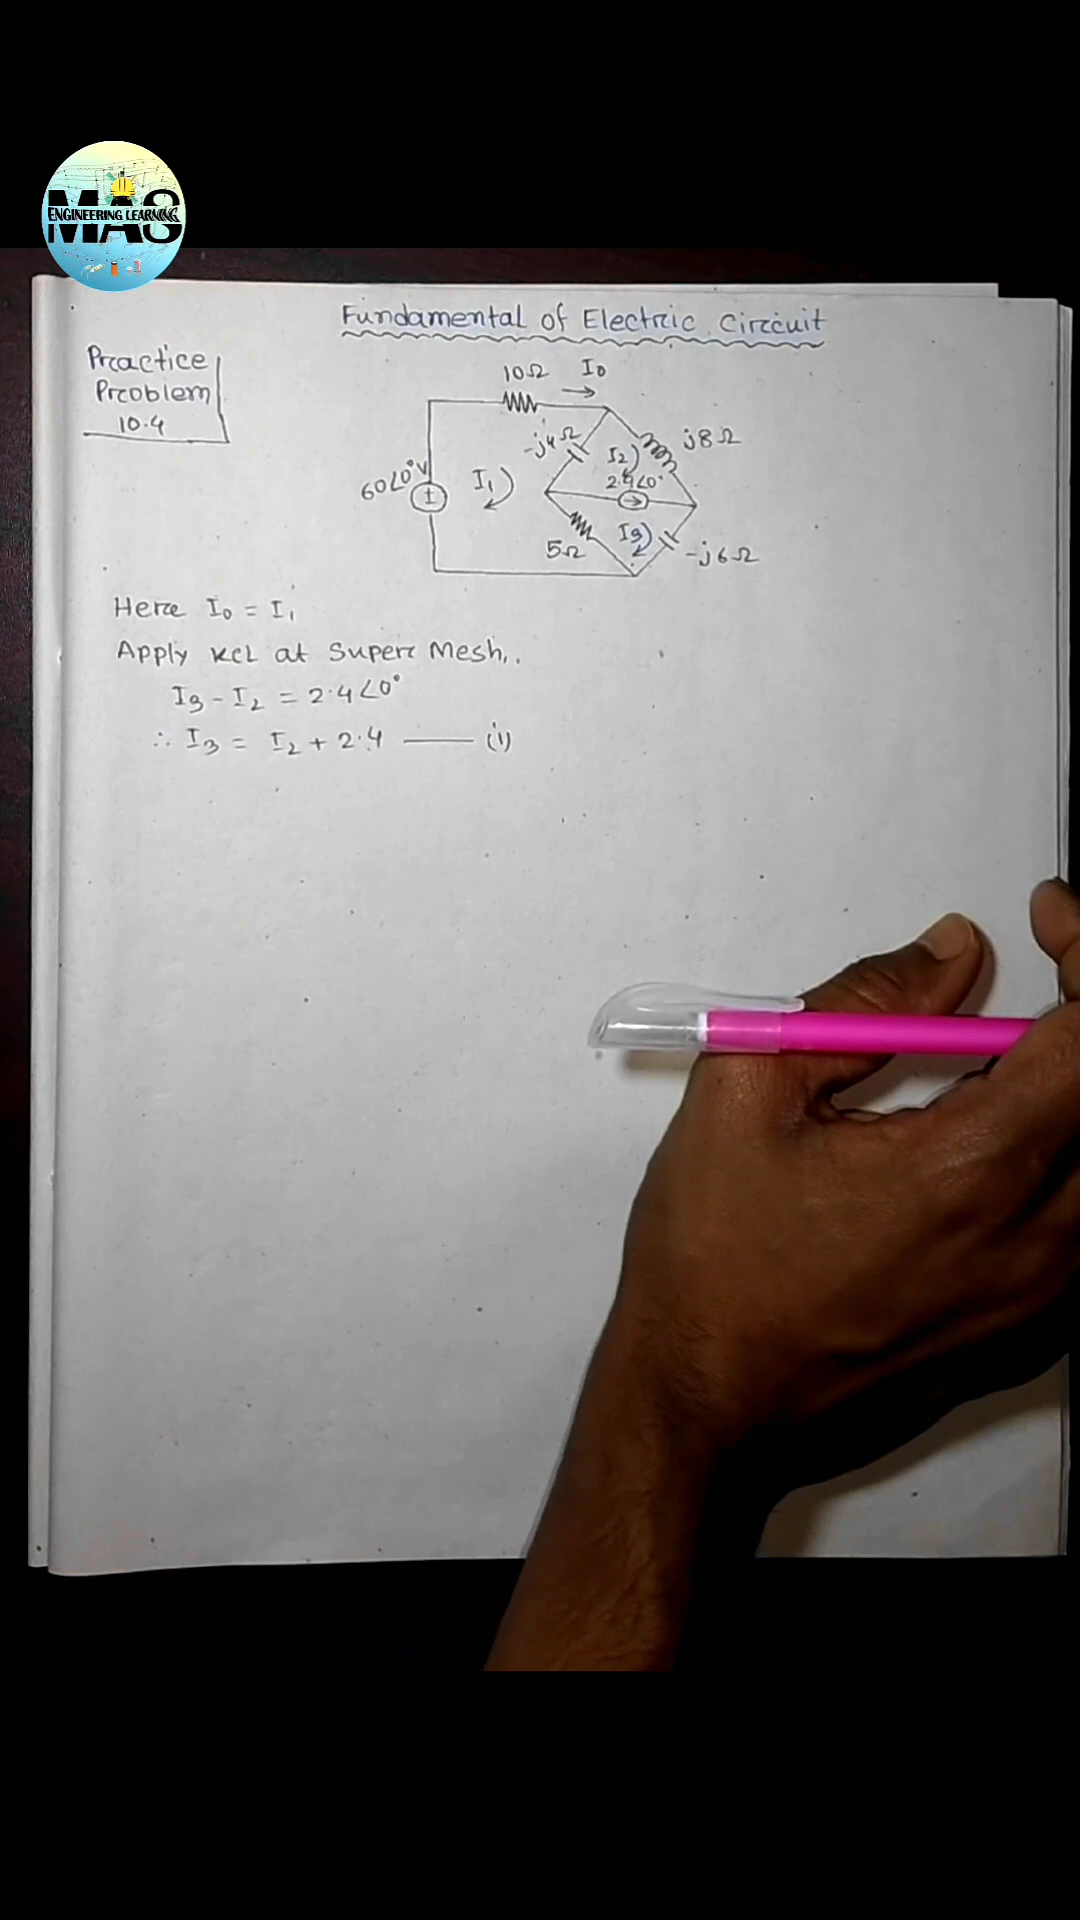 MAS
ENGINEERING LEARNING
Fundamental of Electric Circuit
Practice
Problem
10.4
10Ω
I₀
-j4Ω
j8Ω
I₂
2.4∠0°
60∠0° V
I₁
I₃
5Ω
-j6Ω
Here I₀ = I₁
Apply KCL at Super Mesh,
I₃ - I₂ = 2.4∠0°
∴ I₃ = I₂ + 2.4 —— (i)